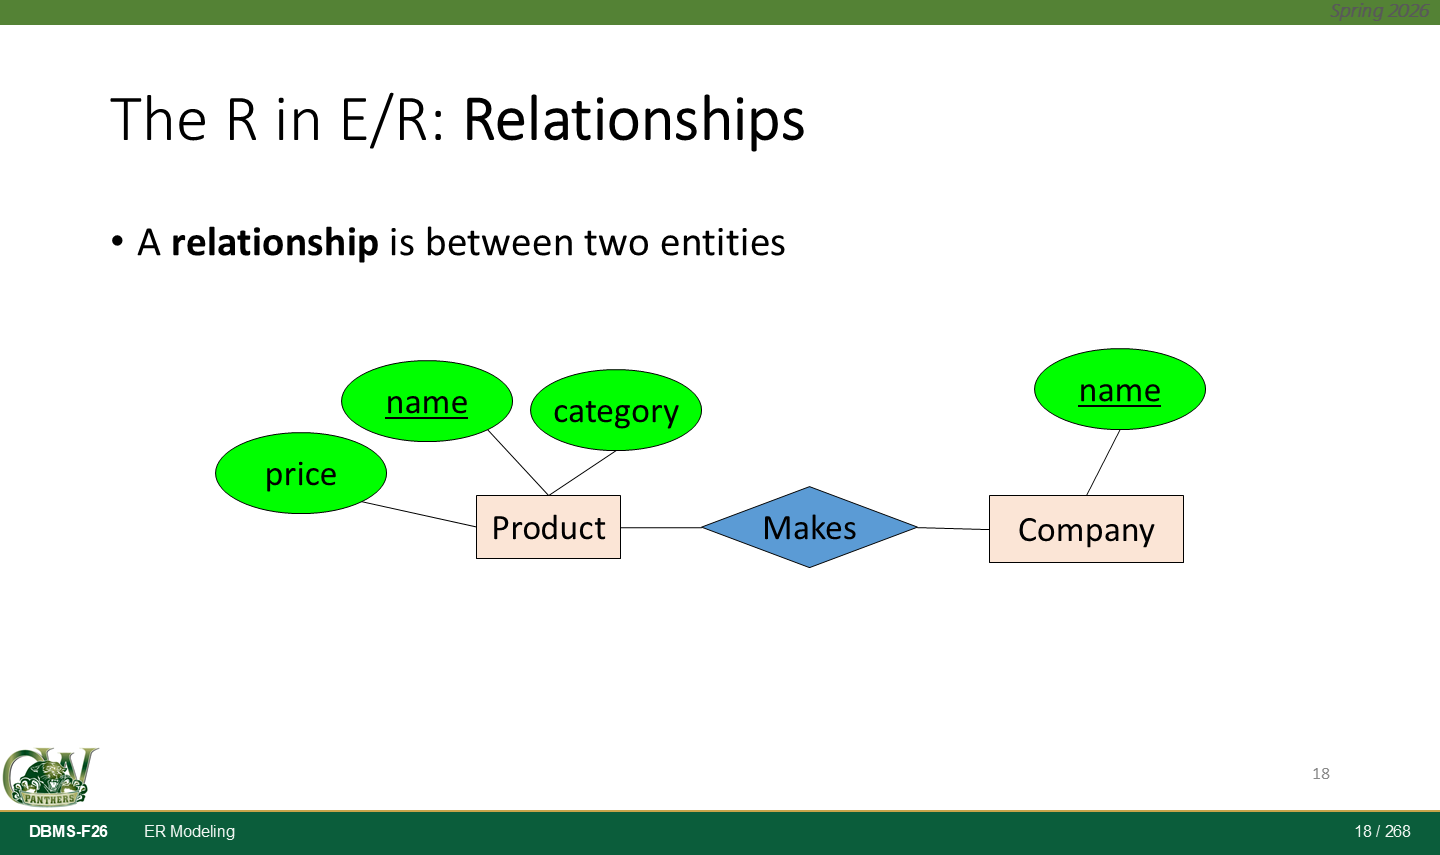 Spring 2026
The R in E/R: Relationships
• A relationship is between two entities
name
name
category
price
Product
Makes
Company
OW
PANTHERS
18
DBMS-F26 ER Modeling 18 / 268